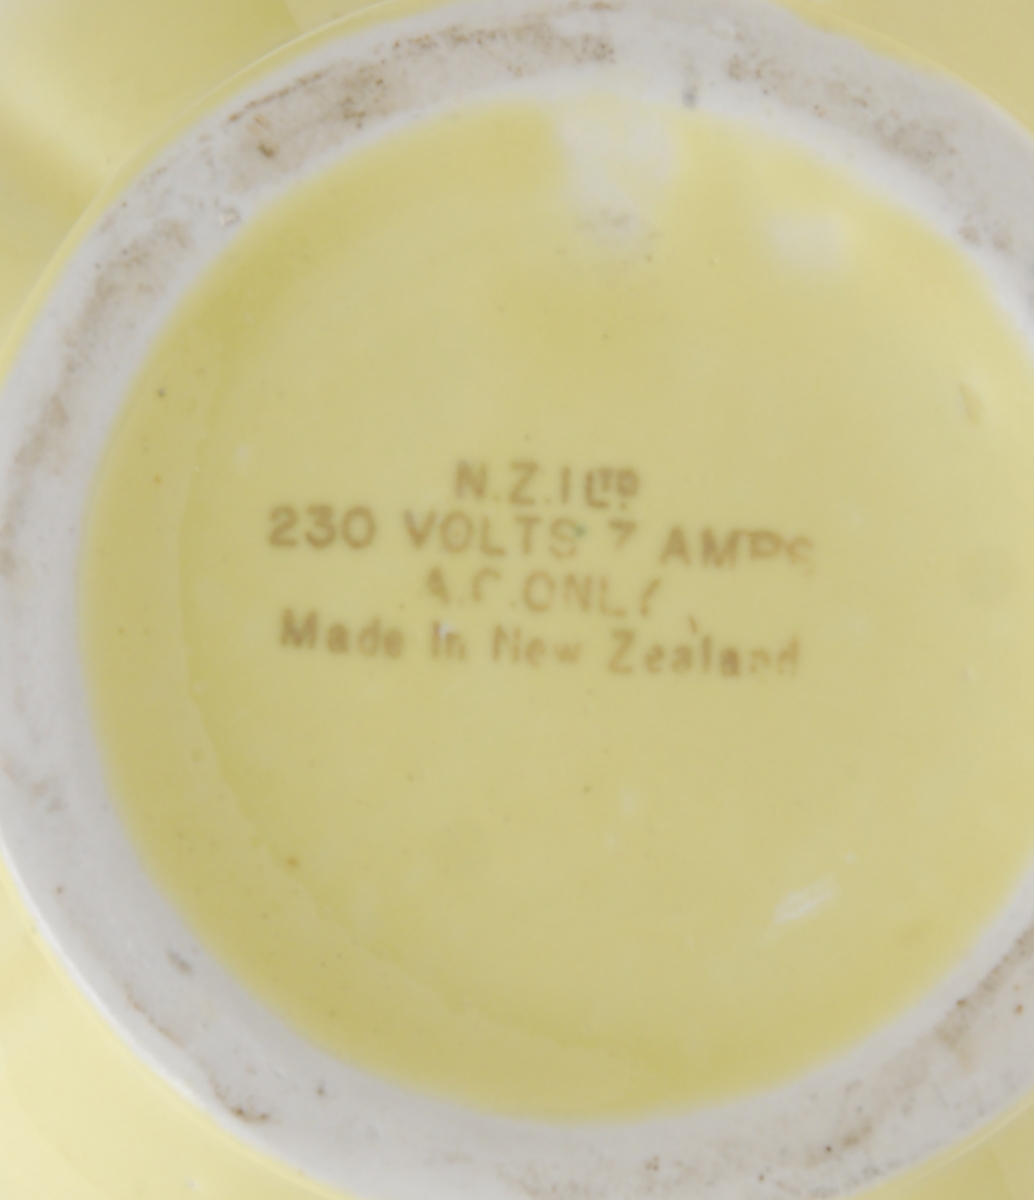 N.Z.I LTD
230 VOLTS 7 AMPS
A.C. ONLY
Made In New Zealand